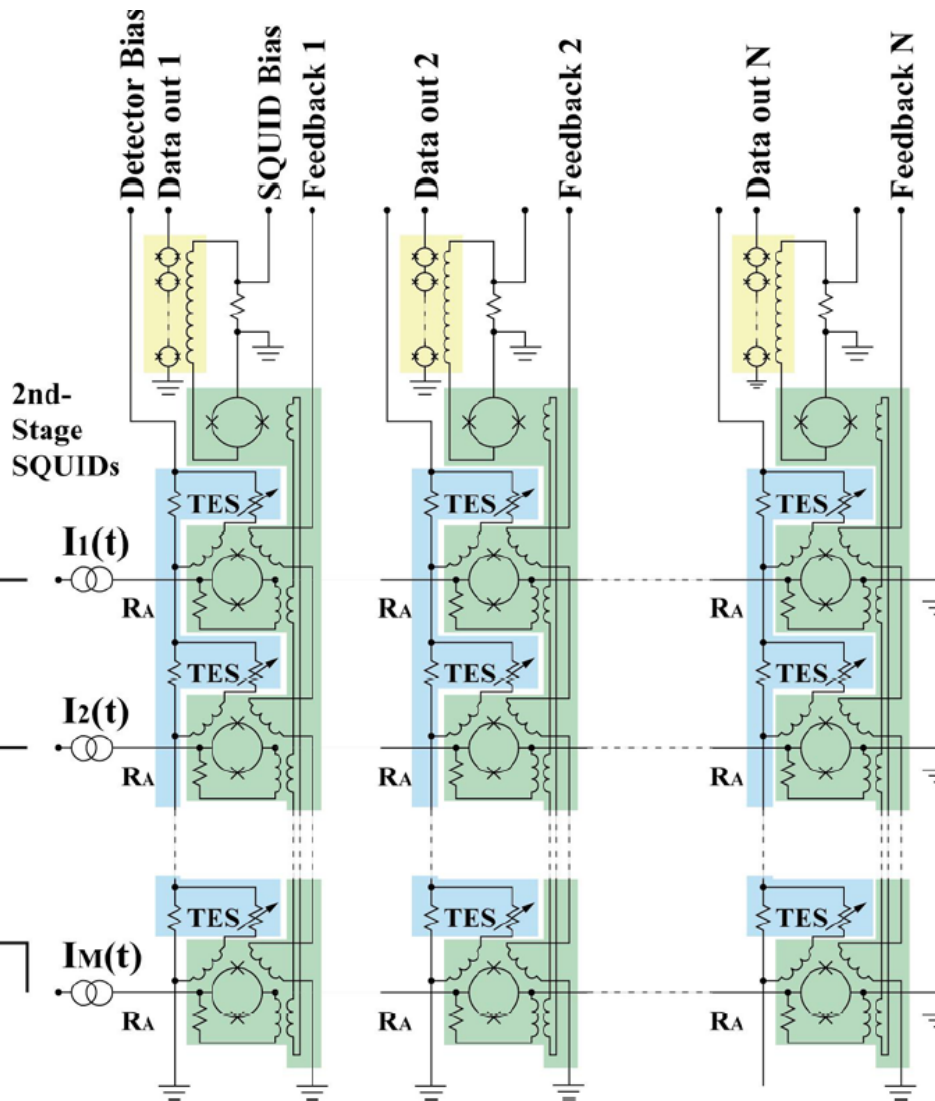 Detector Bias
Data out 1
SQUID Bias
Feedback 1
Data out 2
Feedback 2
Data out N
Feedback N
2nd-
Stage
SQUIDs
TES
TES
TES
I1(t)
RA
RA
RA
TES
TES
TES
I2(t)
RA
RA
RA
TES
TES
TES
IM(t)
RA
RA
RA